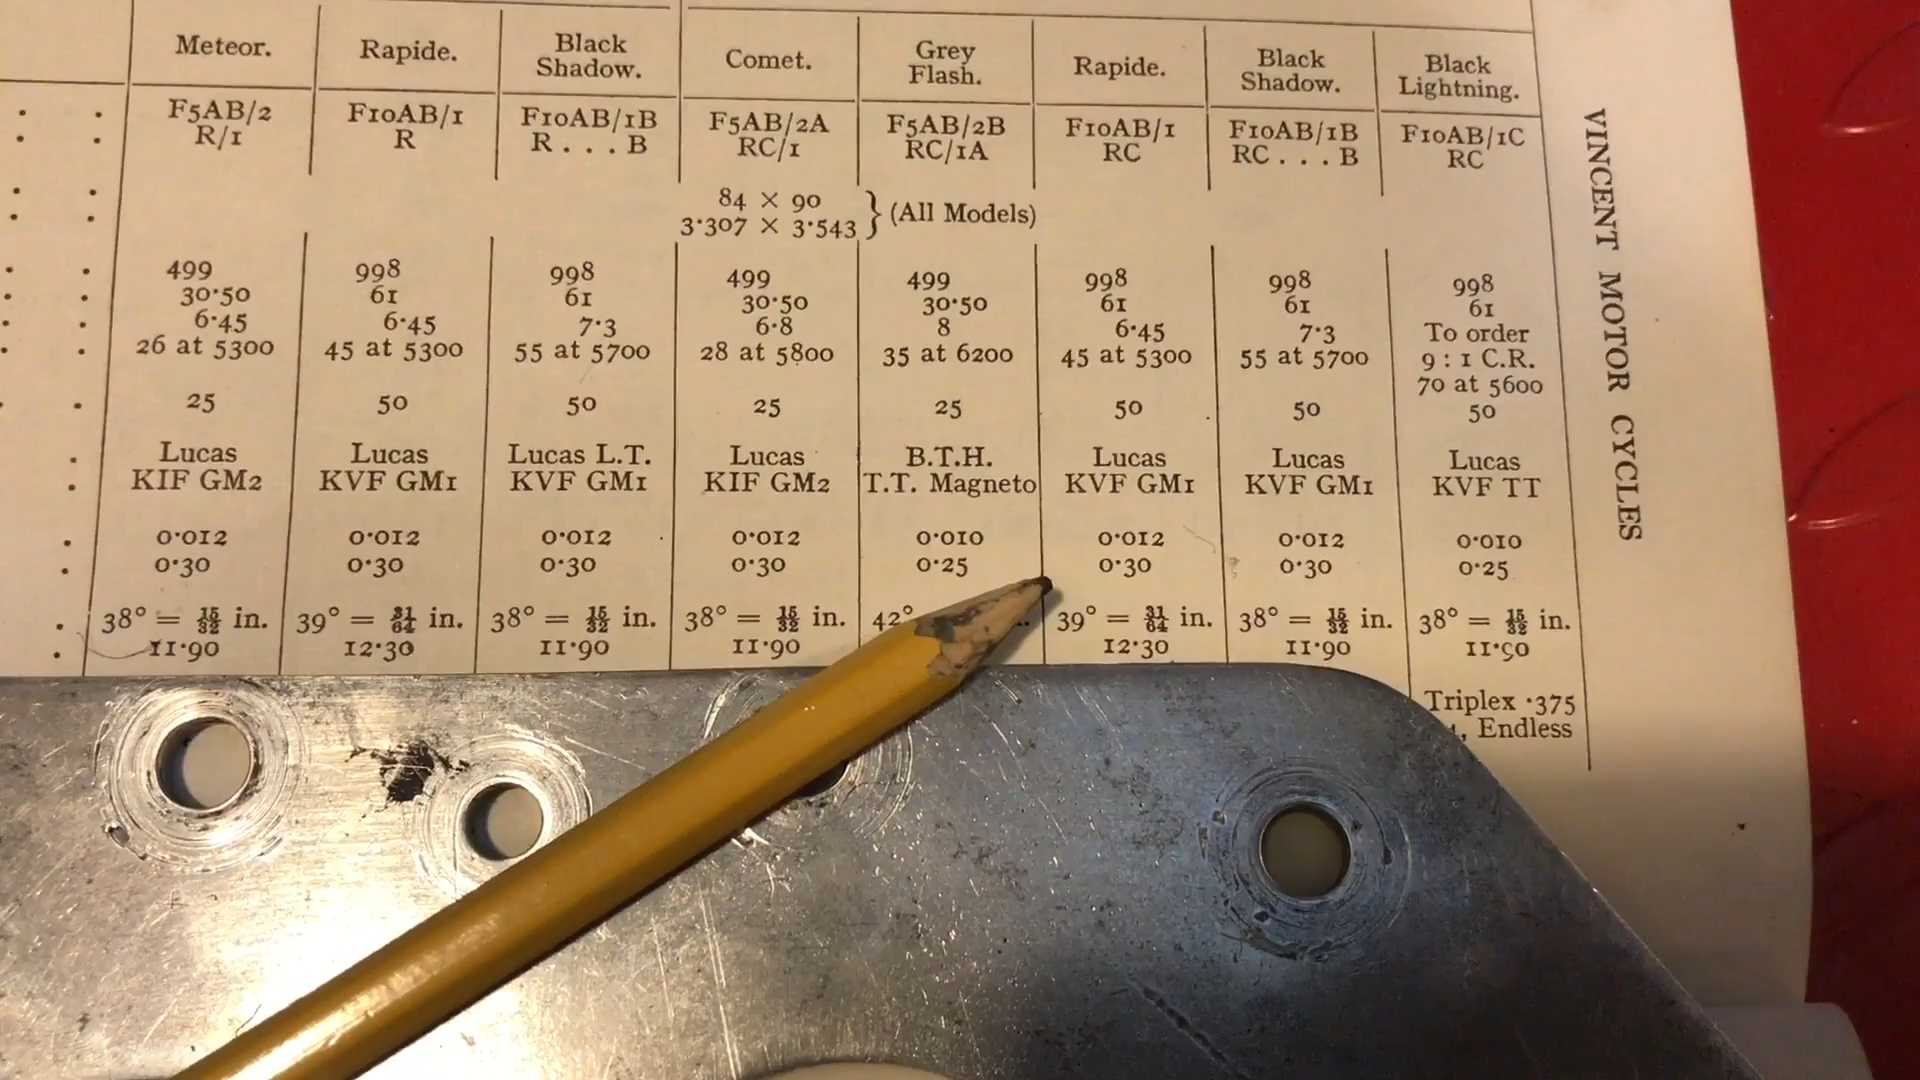 Meteor. Rapide. Black Shadow. Comet. Grey Flash. Rapide. Black Shadow. Black Lightning.
F5AB/2 F10AB/1 F10AB/1B F5AB/2A F5AB/2B F10AB/1 F10AB/1B F10AB/1C
R/1 R R . . . B RC/1 RC/1A RC RC . . . B RC
84 × 90
3·307 × 3·543 } (All Models)
499 998 998 499 499 998 998 998
30·50 61 61 30·50 30·50 61 61 61
6·45 6·45 7·3 6·8 8 6·45 7·3 To order
26 at 5300 45 at 5300 55 at 5700 28 at 5800 35 at 6200 45 at 5300 55 at 5700 9 : 1 C.R.
70 at 5600
25 50 50 25 25 50 50 50
Lucas Lucas Lucas L.T. Lucas B.T.H. Lucas Lucas Lucas
KIF GM2 KVF GM1 KVF GM1 KIF GM2 T.T. Magneto KVF GM1 KVF GM1 KVF TT
0·012 0·012 0·012 0·012 0·010 0·012 0·012 0·010
0·30 0·30 0·30 0·30 0·25 0·30 0·30 0·25
38° = 15/32 in. 39° = 31/64 in. 38° = 15/32 in. 38° = 15/32 in. 42° 39° = 31/64 in. 38° = 15/32 in. 38° = 15/32 in.
11·90 12·30 11·90 11·90 12·30 11·90 11·90
Triplex ·375
, Endless
VINCENT MOTOR CYCLES